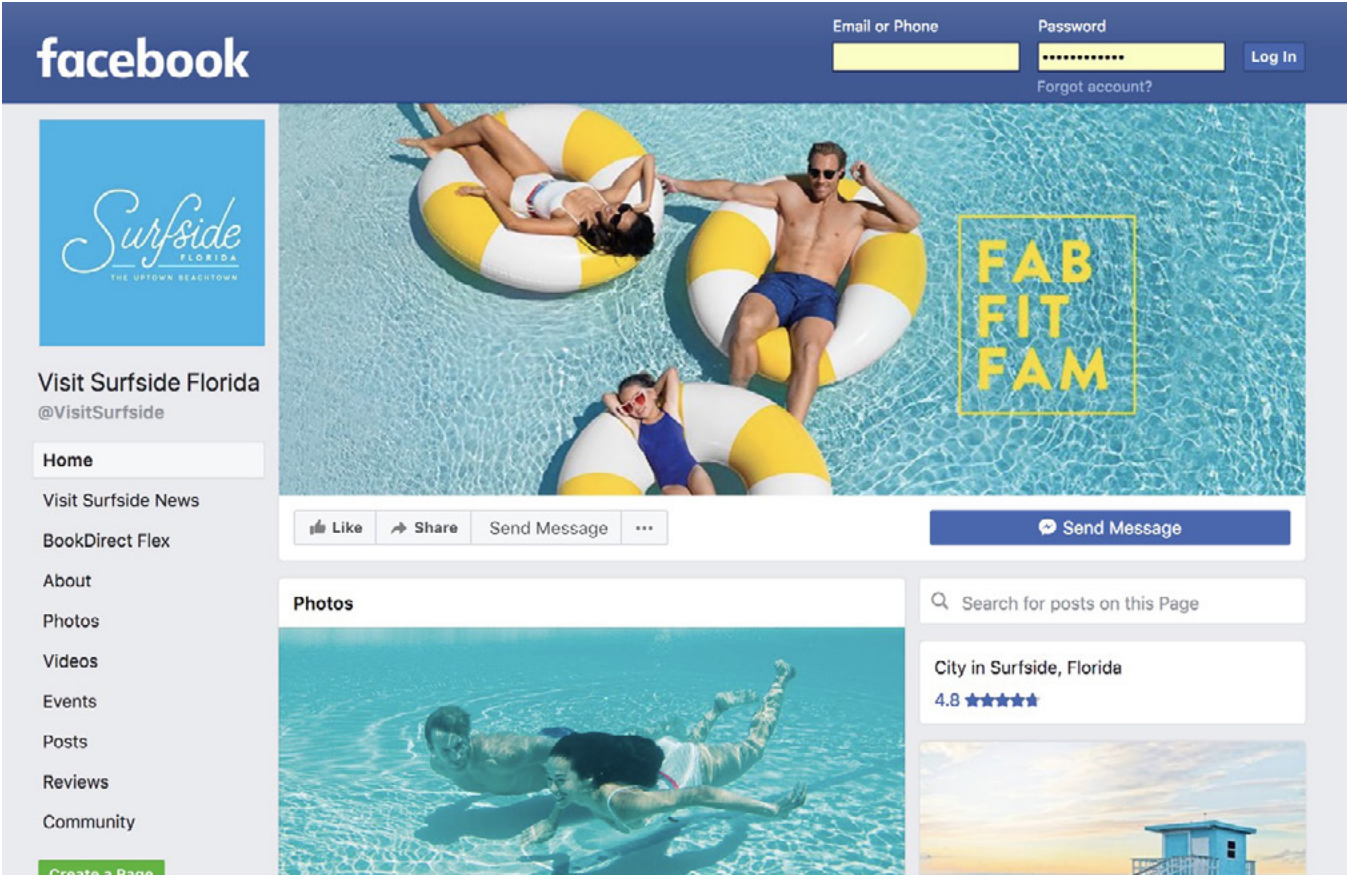 facebook
Email or Phone
Password
••••••••••••
Log In
Forgot account?
Surfside
FLORIDA
THE UPTOWN BEACHTOWN
FAB
FIT
FAM
Visit Surfside Florida
@VisitSurfside
Home
Visit Surfside News
BookDirect Flex
About
Photos
Videos
Events
Posts
Reviews
Community
Create a Page
Like
Share
Send Message
...
Send Message
Photos
Search for posts on this Page
City in Surfside, Florida
4.8 ★★★★★